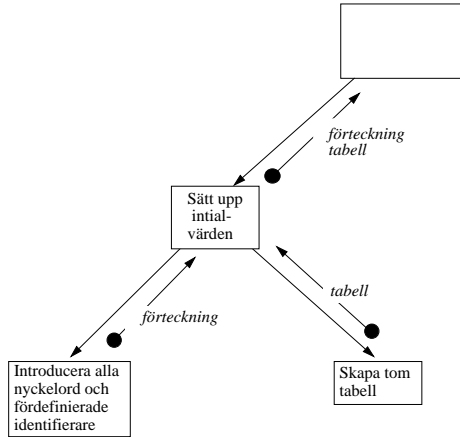 förteckning
tabell
Sätt upp
intial-
värden
tabell
förteckning
Introducera alla
nyckelord och
fördefinierade
identifierare
Skapa tom
tabell